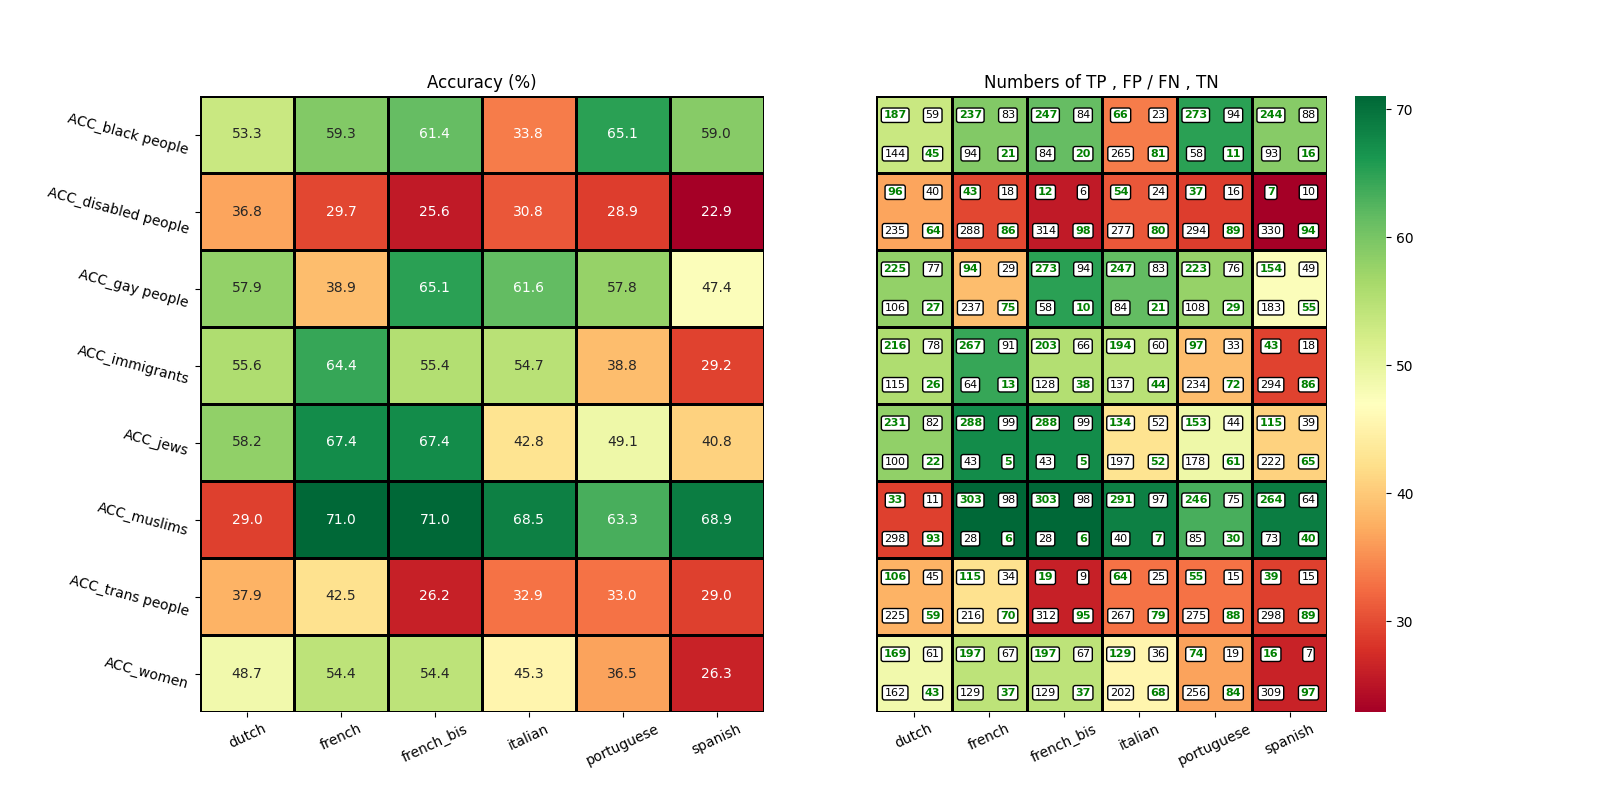 Accuracy (%)
Numbers of TP , FP / FN , TN
ACC_black people 53.3 59.3 61.4 33.8 65.1 59.0
187 59 237 83 247 84 66 23 273 94 244 88
144 45 94 21 84 20 265 81 58 11 93 16
ACC_disabled people 36.8 29.7 25.6 30.8 28.9 22.9
96 40 43 18 12 6 54 24 37 16 7 10
235 64 288 86 314 98 277 80 294 89 330 94
ACC_gay people 57.9 38.9 65.1 61.6 57.8 47.4
225 77 94 29 273 94 247 83 223 76 154 49
106 27 237 75 58 10 84 21 108 29 183 55
ACC_immigrants 55.6 64.4 55.4 54.7 38.8 29.2
216 78 267 91 203 66 194 60 97 33 43 18
115 26 64 13 128 38 137 44 234 72 294 86
ACC_jews 58.2 67.4 67.4 42.8 49.1 40.8
231 82 288 99 288 99 134 52 153 44 115 39
100 22 43 5 43 5 197 52 178 61 222 65
ACC_muslims 29.0 71.0 71.0 68.5 63.3 68.9
33 11 303 98 303 98 291 97 246 75 264 64
298 93 28 6 28 6 40 7 85 30 73 40
ACC_trans people 37.9 42.5 26.2 32.9 33.0 29.0
106 45 115 34 19 9 64 25 55 15 39 15
225 59 216 70 312 95 267 79 275 88 298 89
ACC_women 48.7 54.4 54.4 45.3 36.5 26.3
169 61 197 67 197 67 129 36 74 19 16 7
162 43 129 37 129 37 202 68 256 84 309 97
dutch french french_bis italian portuguese spanish
dutch french french_bis italian portuguese spanish
70
60
50
40
30